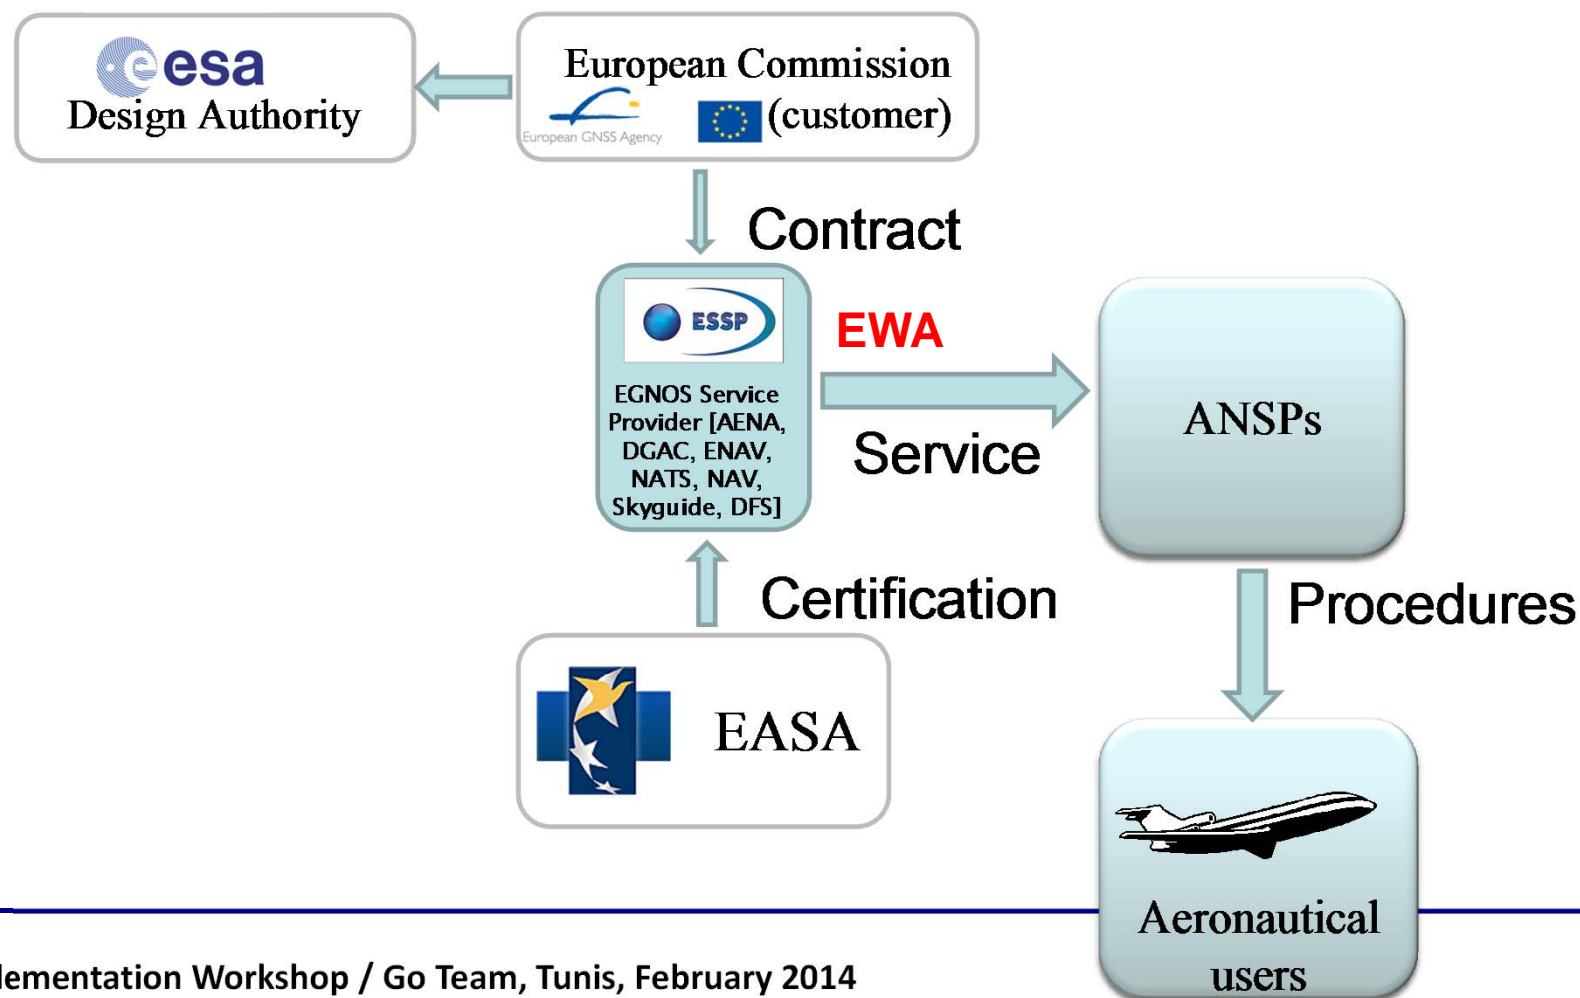 esa
Design Authority
European Commission
European GNSS Agency
(customer)
Contract
ESSP
EGNOS Service
Provider [AENA,
DGAC, ENAV,
NATS, NAV,
Skyguide, DFS]
EWA
Service
ANSPs
Certification
Procedures
EASA
Aeronautical
users
lementation Workshop / Go Team, Tunis, February 2014